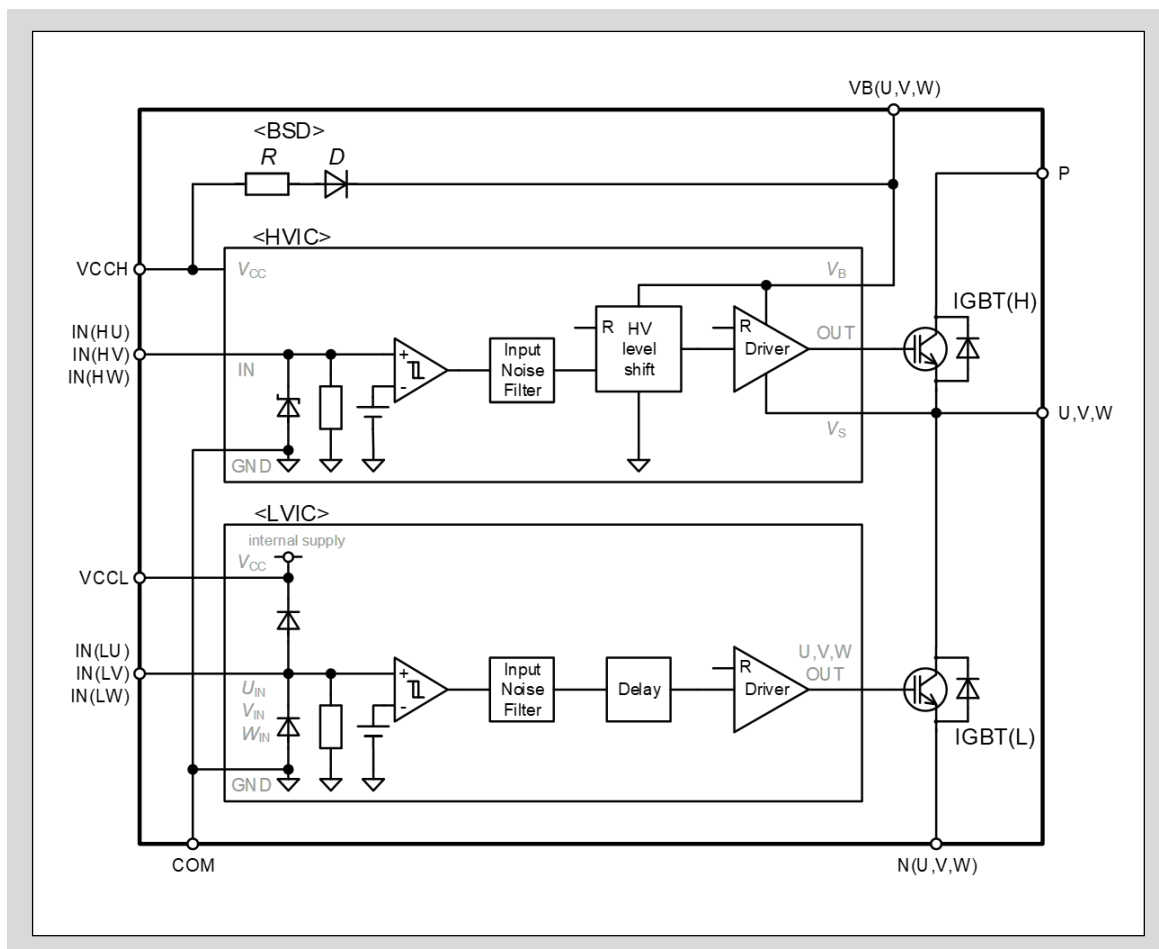 VB(U,V,W)
<BSD>
R D
P
<HVIC>
VCCH
VCC
VB
IGBT(H)
IN(HU)
IN(HV)
IN(HW)
IN
+
-
Input
Noise
Filter
R HV
level
shift
R
Driver
OUT
U,V,W
VS
GND
<LVIC>
internal supply
VCC
VCCL
IN(LU)
IN(LV)
IN(LW)
UIN
VIN
WIN
+
-
Input
Noise
Filter
Delay
R
Driver
U,V,W
OUT
IGBT(L)
GND
COM
N(U,V,W)